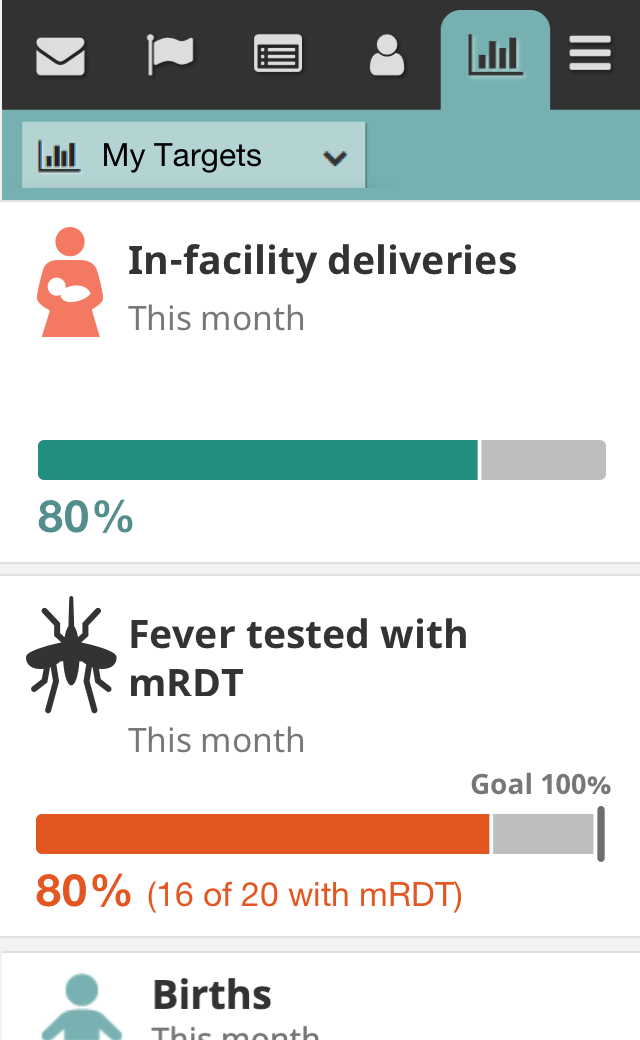 My Targets
In-facility deliveries
This month
80%
Fever tested with
mRDT
This month
Goal 100%
80% (16 of 20 with mRDT)
Births
This month